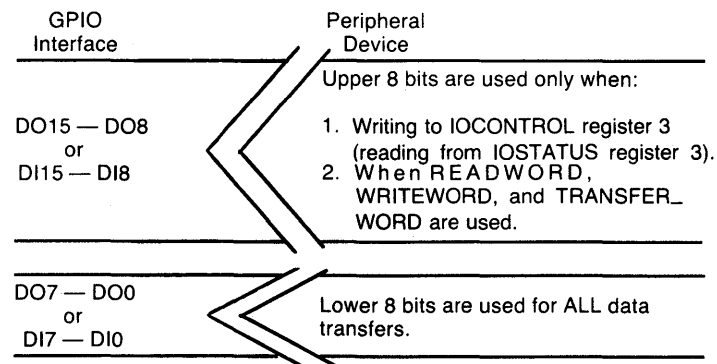 GPIO
Interface
Peripheral
Device
Upper 8 bits are used only when:
DO15 — DO8
or
DI15 — DI8
1. Writing to IOCONTROL register 3
(reading from IOSTATUS register 3).
2. When READWORD,
WRITEWORD, and TRANSFER_
WORD are used.
DO7 — DO0
or
DI7 — DI0
Lower 8 bits are used for ALL data
transfers.